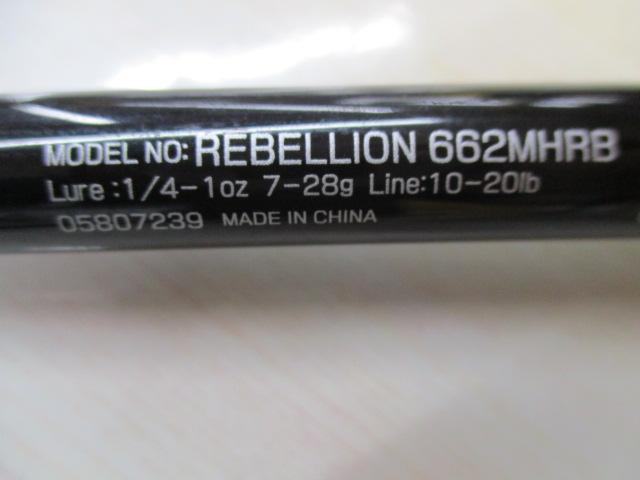 MODEL NO: REBELLION 662MHRB
Lure :1/4-1oz 7-28g Line:10-20lb
05807239 MADE IN CHINA